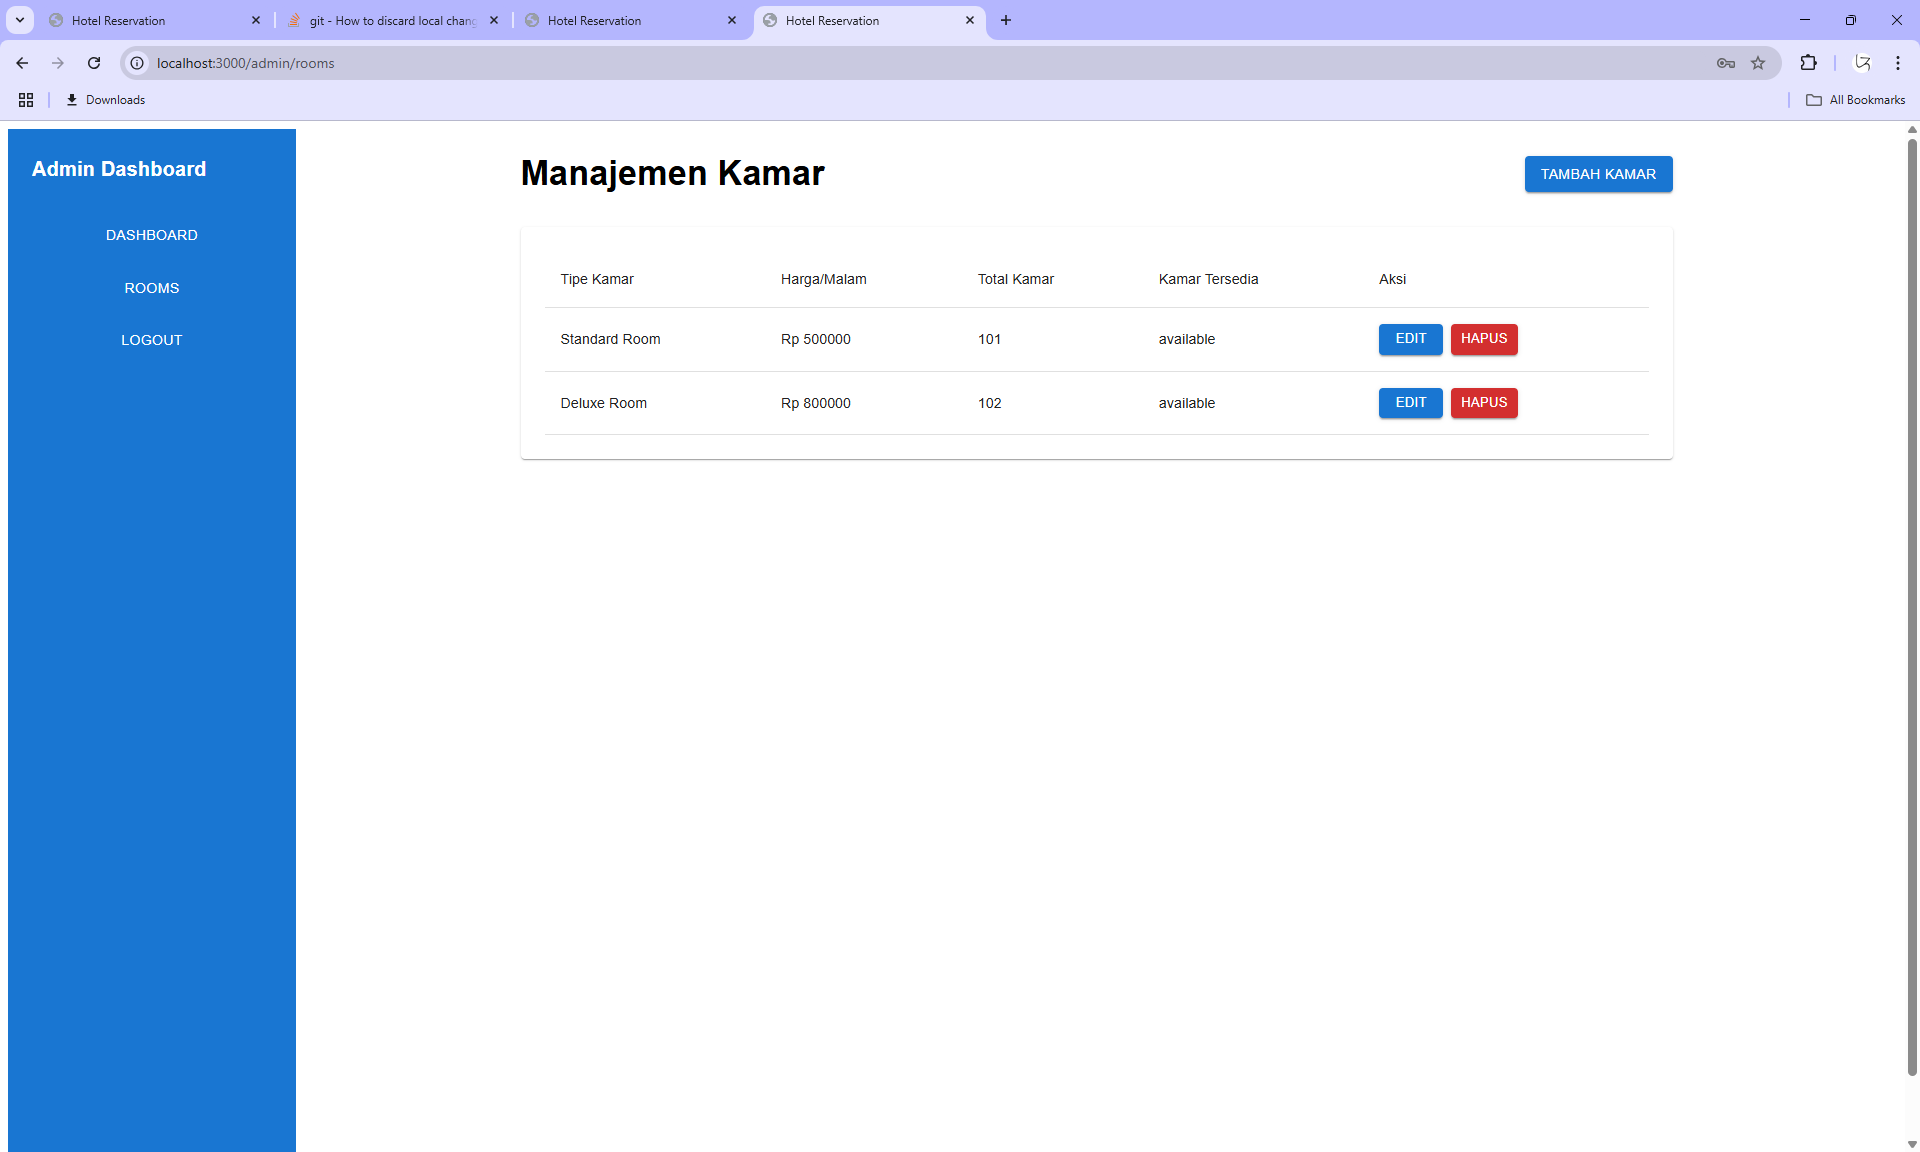 Hotel Reservation
git - How to discard local chang
Hotel Reservation
Hotel Reservation
localhost:3000/admin/rooms
Downloads
All Bookmarks
Admin Dashboard
DASHBOARD
ROOMS
LOGOUT
Manajemen Kamar
TAMBAH KAMAR
Tipe Kamar Harga/Malam Total Kamar Kamar Tersedia Aksi
Standard Room Rp 500000 101 available EDIT HAPUS
Deluxe Room Rp 800000 102 available EDIT HAPUS